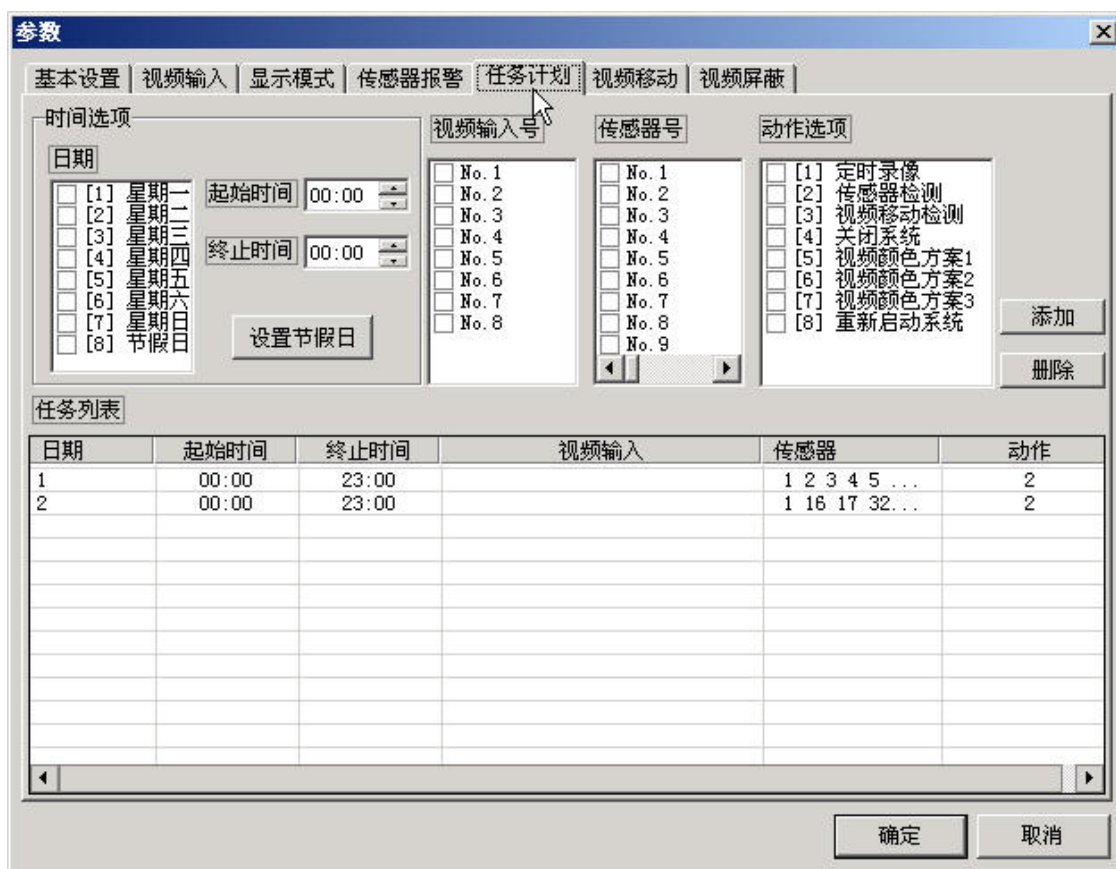 参数
基本设置 视频输入 显示模式 传感器报警 任务计划 视频移动 视频屏蔽
时间选项
日期
[1] 星期一
[2] 星期二
[3] 星期三
[4] 星期四
[5] 星期五
[6] 星期六
[7] 星期日
[8] 节假日
起始时间 00:00
终止时间 00:00
设置节假日
视频输入号
No. 1
No. 2
No. 3
No. 4
No. 5
No. 6
No. 7
No. 8
传感器号
No. 1
No. 2
No. 3
No. 4
No. 5
No. 6
No. 7
No. 8
No. 9
动作选项
[1] 定时录像
[2] 传感器检测
[3] 视频移动检测
[4] 关闭系统
[5] 视频颜色方案1
[6] 视频颜色方案2
[7] 视频颜色方案3
[8] 重新启动系统
添加
删除
任务列表
日期 起始时间 终止时间 视频输入 传感器 动作
1 00:00 23:00 1 2 3 4 5 ... 2
2 00:00 23:00 1 16 17 32... 2
确定 取消